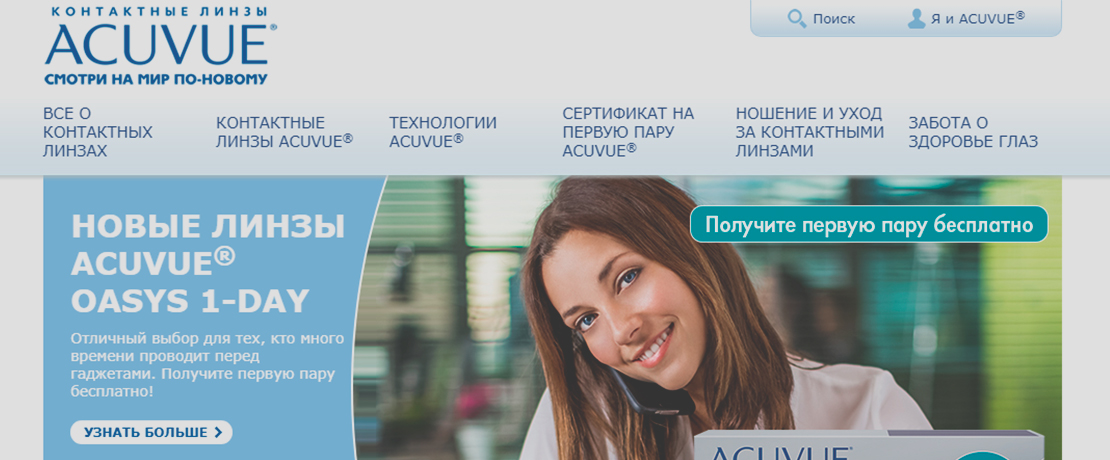 КОНТАКТНЫЕ ЛИНЗЫ
ACUVUE®
СМОТРИ НА МИР ПО-НОВОМУ
Поиск
Я и ACUVUE®
ВСЕ О
КОНТАКТНЫХ
ЛИНЗАХ
КОНТАКТНЫЕ
ЛИНЗЫ ACUVUE®
ТЕХНОЛОГИИ
ACUVUE®
СЕРТИФИКАТ НА
ПЕРВУЮ ПАРУ
ACUVUE®
НОШЕНИЕ И УХОД
ЗА КОНТАКТНЫМИ
ЛИНЗАМИ
ЗАБОТА О
ЗДОРОВЬЕ ГЛАЗ
НОВЫЕ ЛИНЗЫ
ACUVUE®
OASYS 1-DAY
Отличный выбор для тех, кто много
времени проводит перед
гаджетами. Получите первую пару
бесплатно!
УЗНАТЬ БОЛЬШЕ
Получите первую пару бесплатно
ACUVUE®